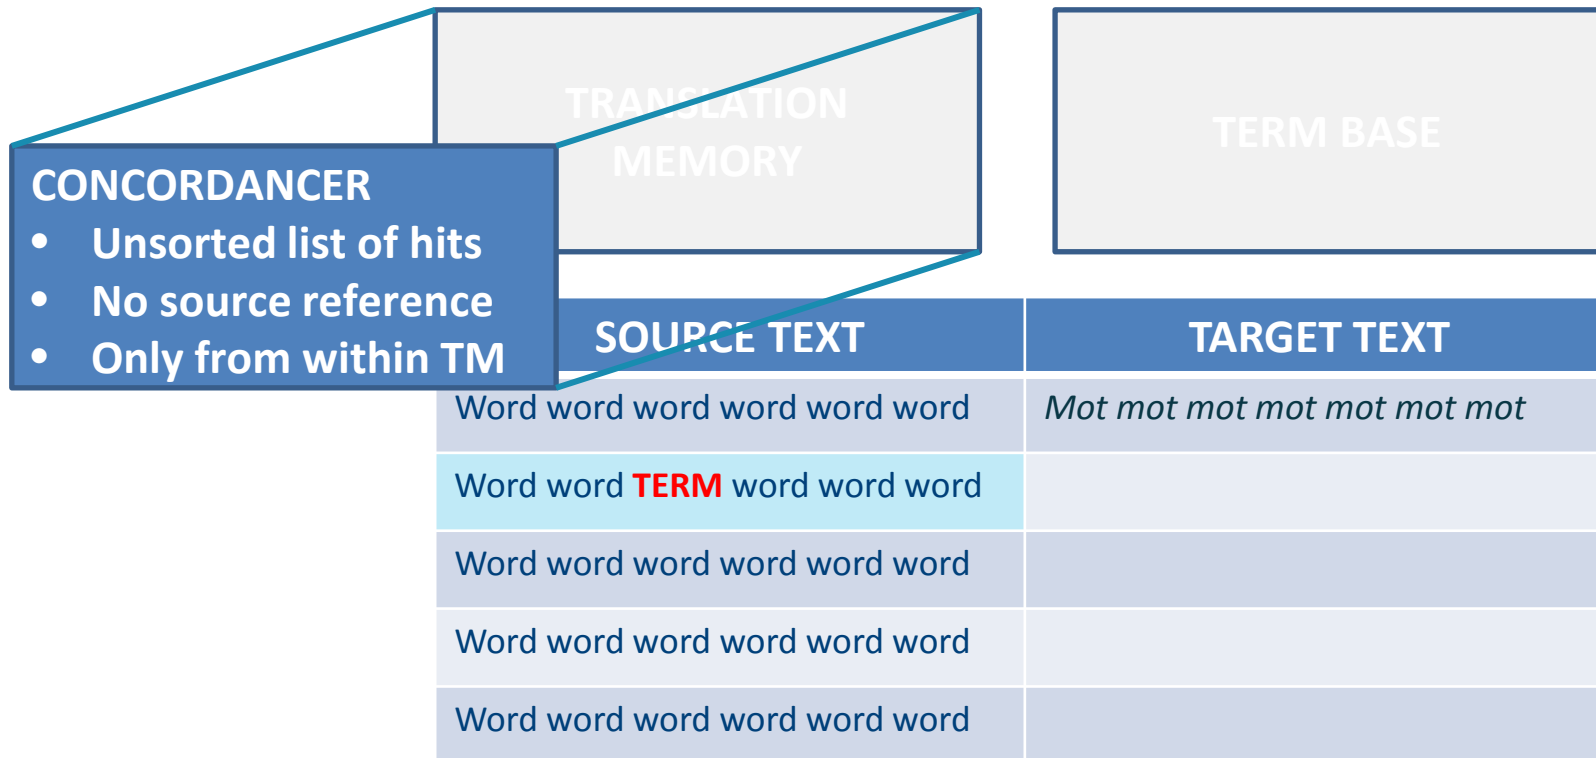 TRANSLATION
MEMORY
TERM BASE
CONCORDANCER
• Unsorted list of hits
• No source reference
• Only from within TM
SOURCE TEXT
TARGET TEXT
Word word word word word word
Mot mot mot mot mot mot mot
Word word TERM word word word
Word word word word word word
Word word word word word word
Word word word word word word